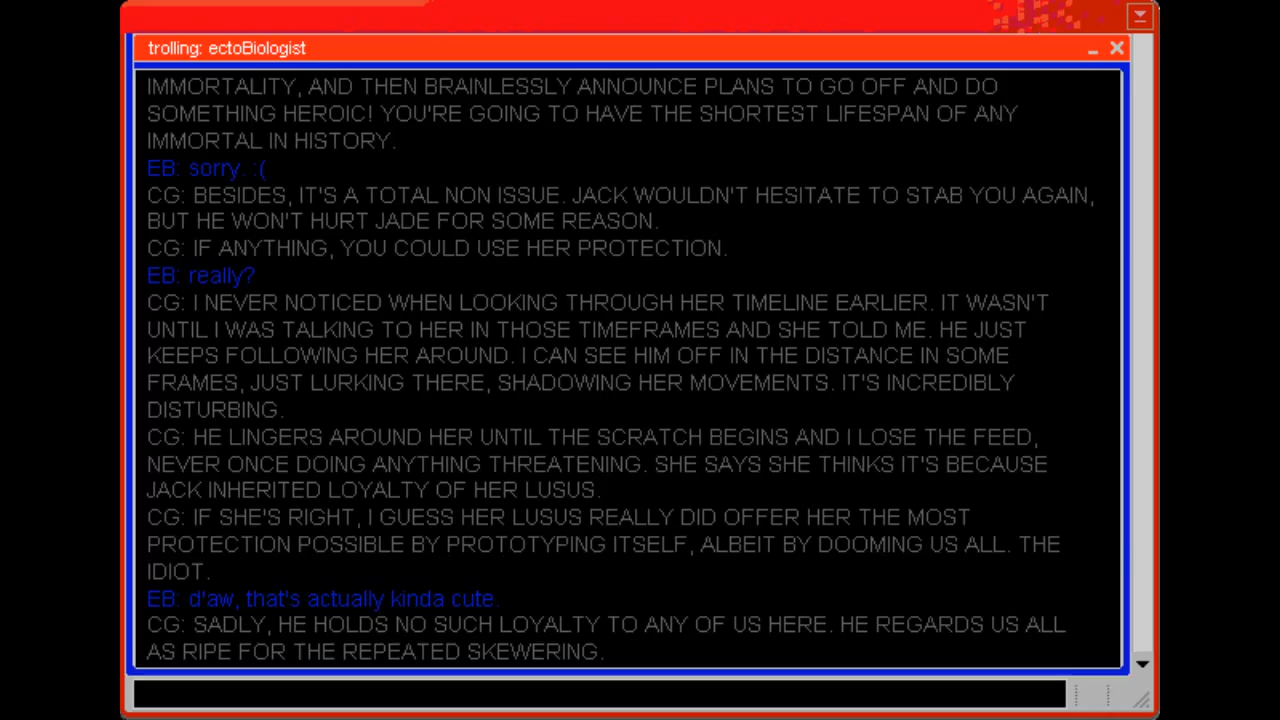 trolling: ectoBiologist
IMMORTALITY, AND THEN BRAINLESSLY ANNOUNCE PLANS TO GO OFF AND DO
SOMETHING HEROIC! YOU'RE GOING TO HAVE THE SHORTEST LIFESPAN OF ANY
IMMORTAL IN HISTORY.
EB: sorry. :(
CG: BESIDES, IT'S A TOTAL NON ISSUE. JACK WOULDN'T HESITATE TO STAB YOU AGAIN,
BUT HE WON'T HURT JADE FOR SOME REASON.
CG: IF ANYTHING, YOU COULD USE HER PROTECTION.
EB: really?
CG: I NEVER NOTICED WHEN LOOKING THROUGH HER TIMELINE EARLIER. IT WASN'T
UNTIL I WAS TALKING TO HER IN THOSE TIMEFRAMES AND SHE TOLD ME. HE JUST
KEEPS FOLLOWING HER AROUND. I CAN SEE HIM OFF IN THE DISTANCE IN SOME
FRAMES, JUST LURKING THERE, SHADOWING HER MOVEMENTS. IT'S INCREDIBLY
DISTURBING.
CG: HE LINGERS AROUND HER UNTIL THE SCRATCH BEGINS AND I LOSE THE FEED,
NEVER ONCE DOING ANYTHING THREATENING. SHE SAYS SHE THINKS IT'S BECAUSE
JACK INHERITED LOYALTY OF HER LUSUS.
CG: IF SHE'S RIGHT, I GUESS HER LUSUS REALLY DID OFFER HER THE MOST
PROTECTION POSSIBLE BY PROTOTYPING ITSELF, ALBEIT BY DOOMING US ALL. THE
IDIOT.
EB: d'aw, that's actually kinda cute.
CG: SADLY, HE HOLDS NO SUCH LOYALTY TO ANY OF US HERE. HE REGARDS US ALL
AS RIPE FOR THE REPEATED SKEWERING.